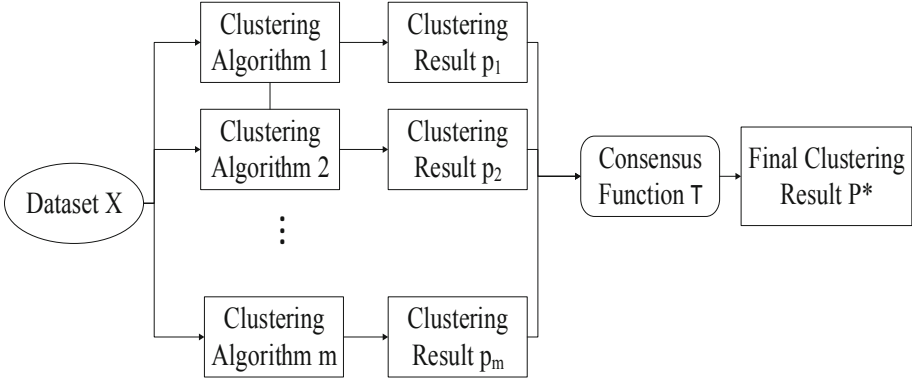 Dataset X
Clustering
Algorithm 1
Clustering
Result p₁
Clustering
Algorithm 2
Clustering
Result p₂
⋮
Clustering
Algorithm m
Clustering
Result pₘ
Consensus
Function T
Final Clustering
Result P*